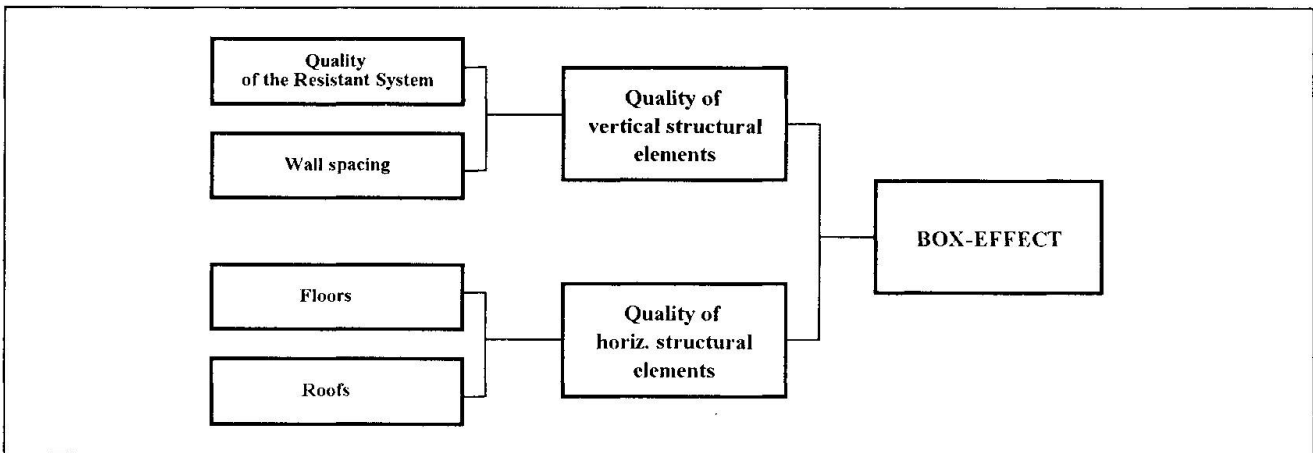 Quality
of the Resistant System
Wall spacing
Quality of
vertical structural
elements
Floors
Roofs
Quality of
horiz. structural
elements
BOX-EFFECT